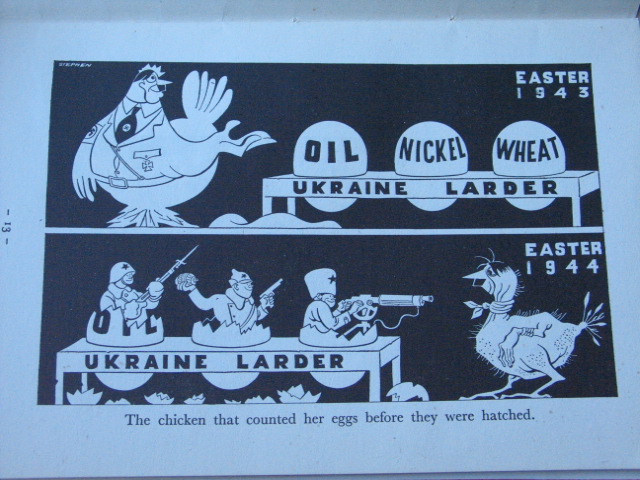 STEPHEN
EASTER
1943
OIL
NICKEL
WHEAT
UKRAINE LARDER
EASTER
1944
OIL
UKRAINE LARDER
The chicken that counted her eggs before they were hatched.
- 13 -